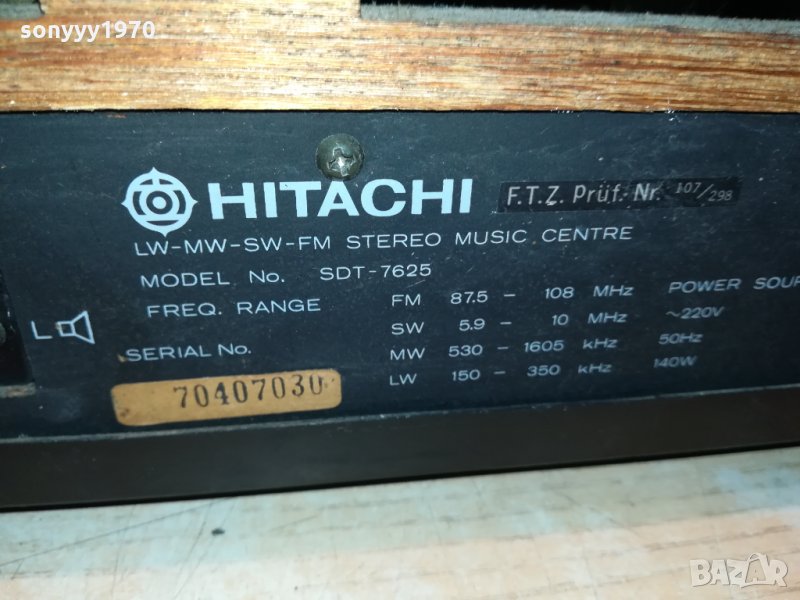 sonyyy1970
HITACHI
F.T.Z. Prüf. Nr. 107/298
LW-MW-SW-FM STEREO MUSIC CENTRE
MODEL No. SDT-7625
FREQ. RANGE FM 87.5 - 108 MHz
SW 5.9 - 10 MHz
MW 530 - 1605 kHz
LW 150 - 350 kHz
POWER SOUR
~220V
50Hz
140W
L
SERIAL No.
70407030
BAZAR